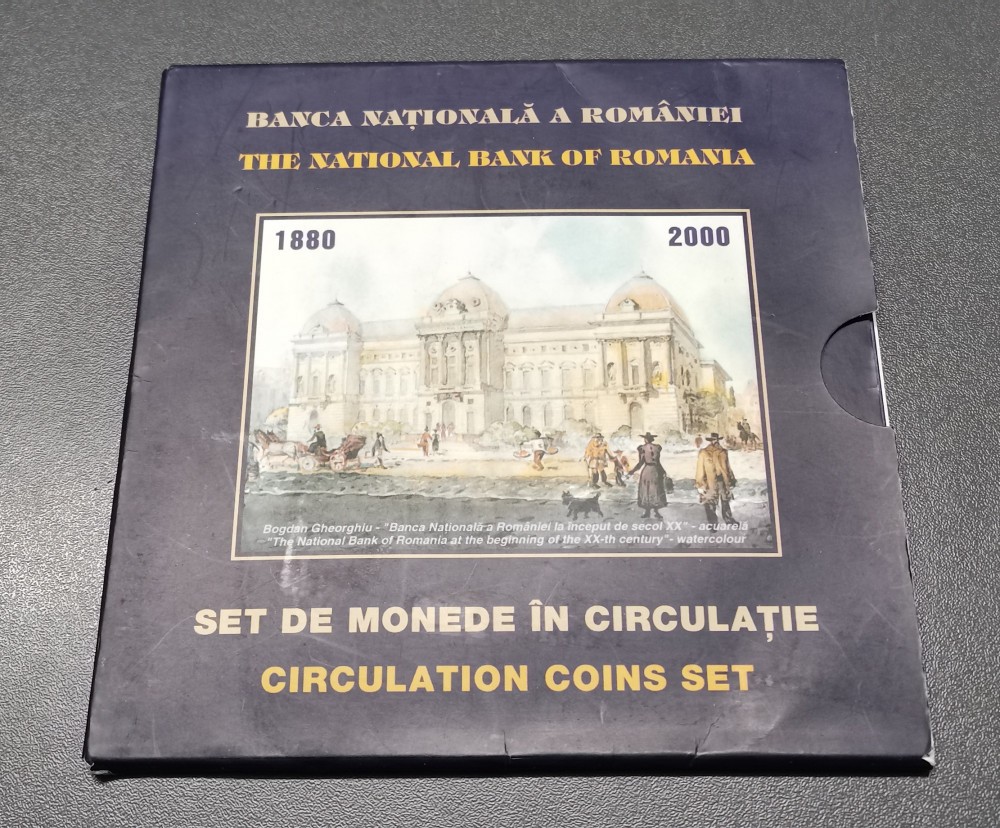 BANCA NAȚIONALĂ A ROMÂNIEI
THE NATIONAL BANK OF ROMANIA
1880
2000
Bogdan Gheorghiu - "Banca Națională a României la început de secol XX" - acuarelă
"The National Bank of Romania at the beginning of the XX-th century"- watercolour
SET DE MONEDE ÎN CIRCULAȚIE
CIRCULATION COINS SET